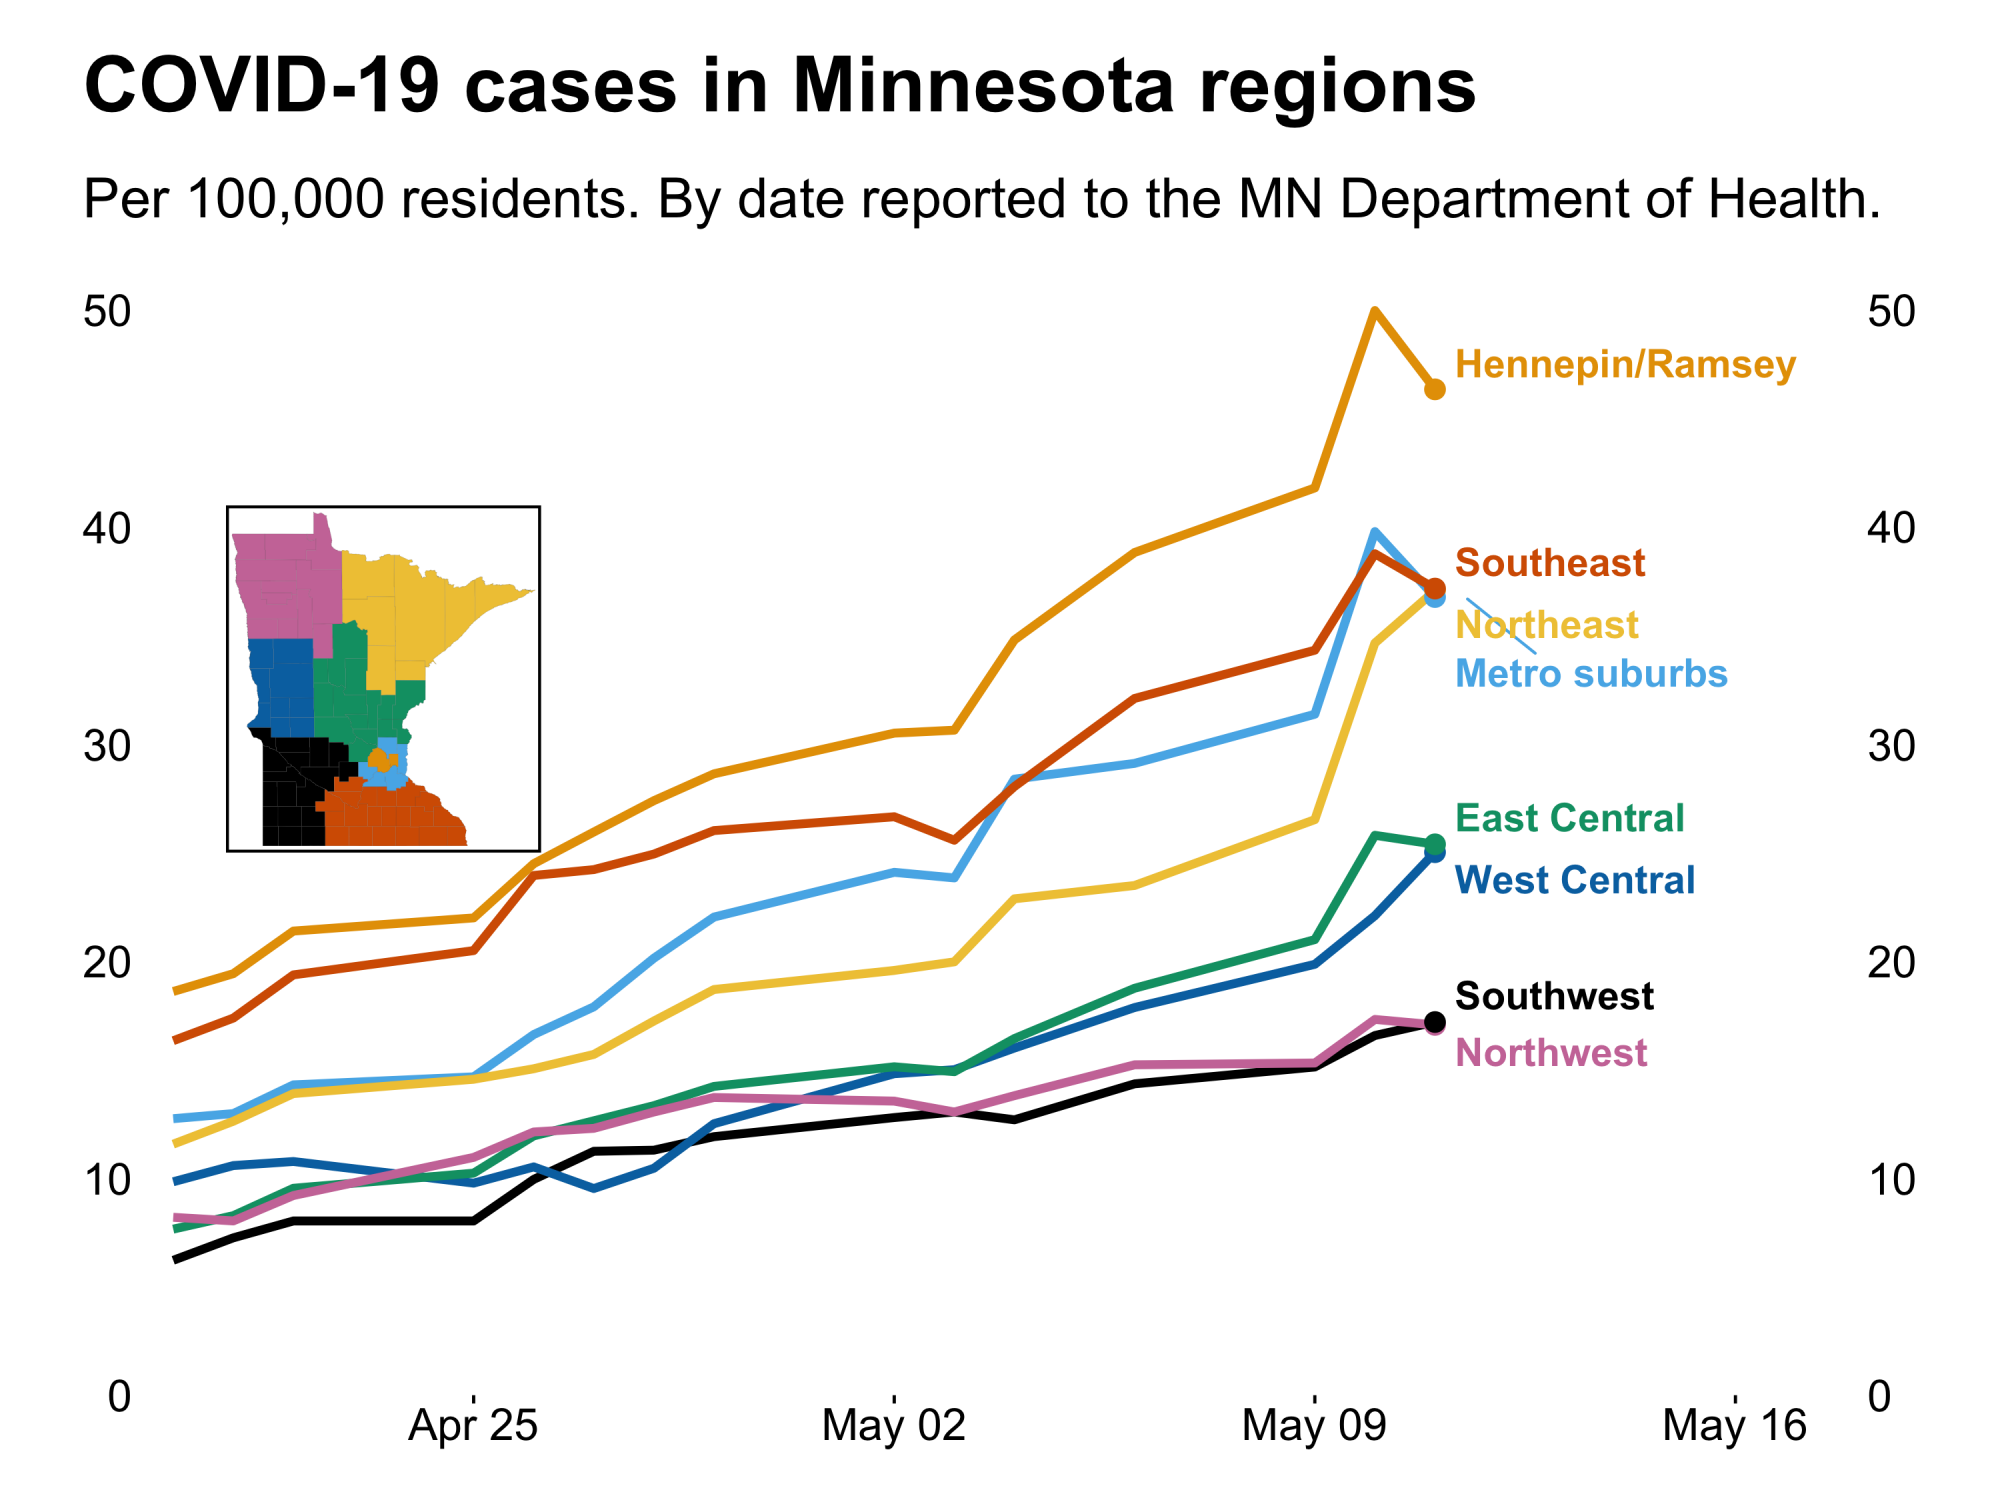 COVID-19 cases in Minnesota regions
Per 100,000 residents. By date reported to the MN Department of Health.
50
50
Hennepin/Ramsey
40
40
Southeast
Northeast
Metro suburbs
30
30
East Central
West Central
20
20
Southwest
Northwest
10
10
0
0
Apr 25
May 02
May 09
May 16